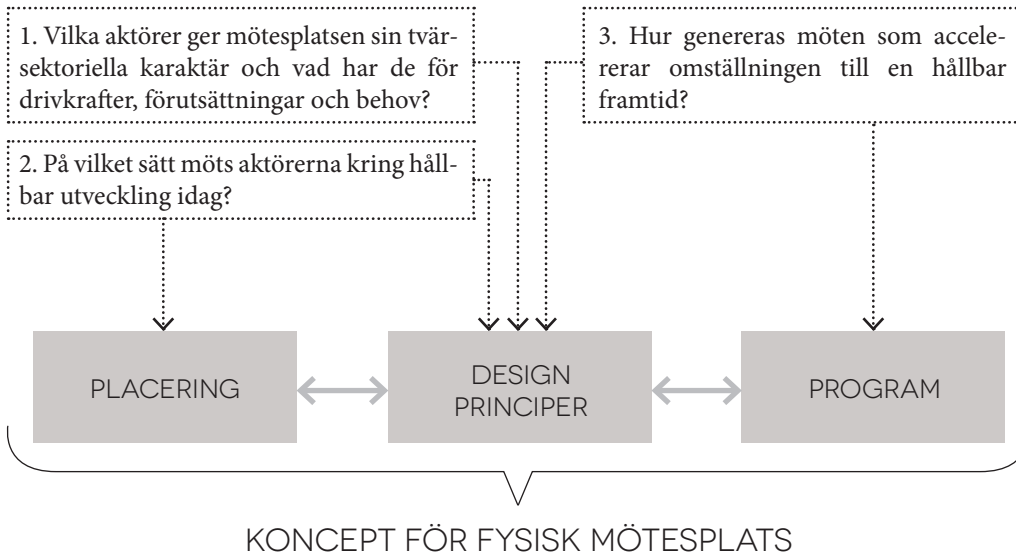 1. Vilka aktörer ger mötesplatsen sin tvär-
sektoriella karaktär och vad har de för
drivkrafter, förutsättningar och behov?
2. På vilket sätt möts aktörerna kring håll-
bar utveckling idag?
3. Hur genereras möten som accele-
rerar omställningen till en hållbar
framtid?
PLACERING
DESIGN
PRINCIPER
PROGRAM
KONCEPT FÖR FYSISK MÖTESPLATS